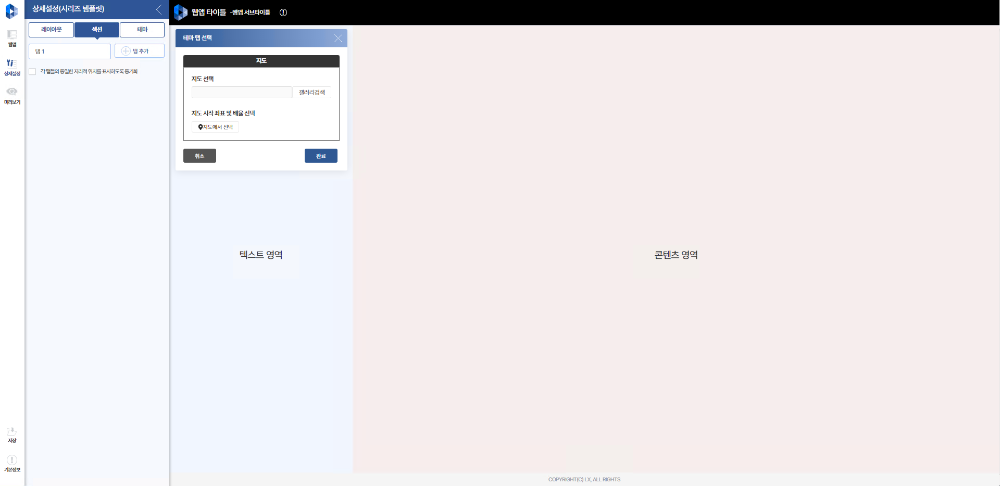 상세설정(시리즈 템플릿)
웹앱 타이틀 -웹앱 서브타이틀
웹앱
상세설정
미리보기
저장
기본정보
레이아웃
섹션
테마
탭 1
탭 추가
각 탭들의 동일한 지리적 위치를 표시하도록 동기화
테마 탭 선택
지도
지도 선택
갤러리검색
지도 시작 좌표 및 배율 선택
지도에서 선택
취소
완료
텍스트 영역
콘텐츠 영역
COPYRIGHT(C) LX, ALL RIGHTS